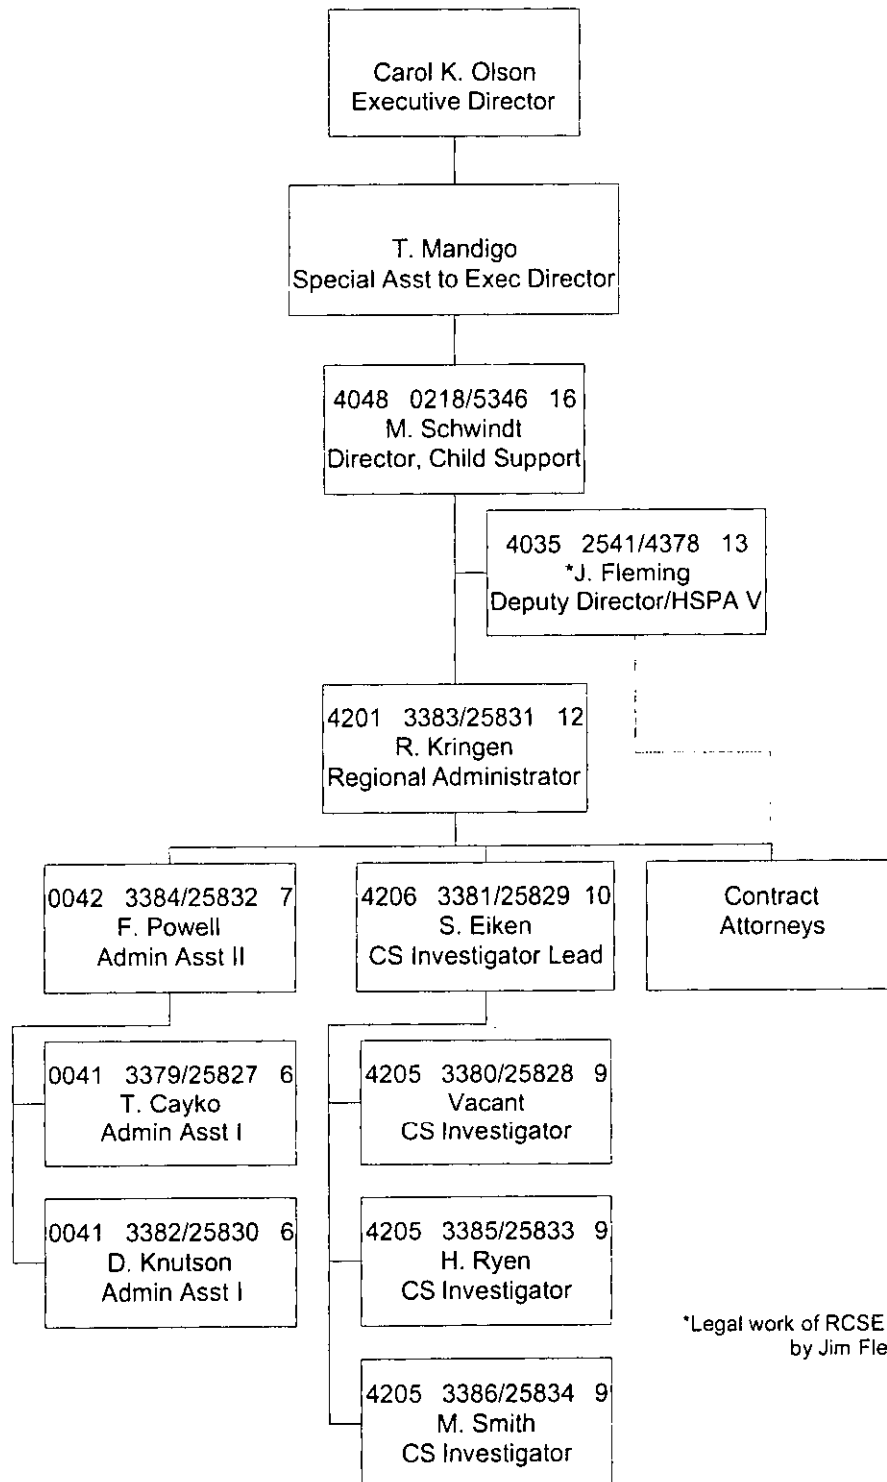 Carol K. Olson
Executive Director
T. Mandigo
Special Asst to Exec Director
4048 0218/5346 16
M. Schwindt
Director, Child Support
4035 2541/4378 13
*J. Fleming
Deputy Director/HSPA V
4201 3383/25831 12
R. Kringen
Regional Administrator
0042 3384/25832 7
F. Powell
Admin Asst II
4206 3381/25829 10
S. Eiken
CS Investigator Lead
Contract
Attorneys
0041 3379/25827 6
T. Cayko
Admin Asst I
4205 3380/25828 9
Vacant
CS Investigator
0041 3382/25830 6
D. Knutson
Admin Asst I
4205 3385/25833 9
H. Ryen
CS Investigator
*Legal work of RCSE
by Jim Fle
4205 3386/25834 9
M. Smith
CS Investigator